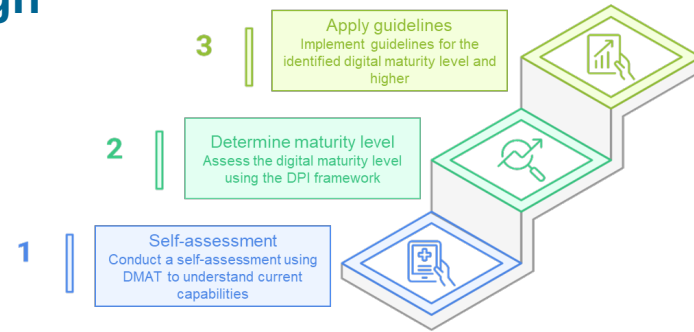 3
Apply guidelines
Implement guidelines for the
identified digital maturity level and
higher
2
Determine maturity level
Assess the digital maturity level
using the DPI framework
1
Self-assessment
Conduct a self-assessment using
DMAT to understand current
capabilities